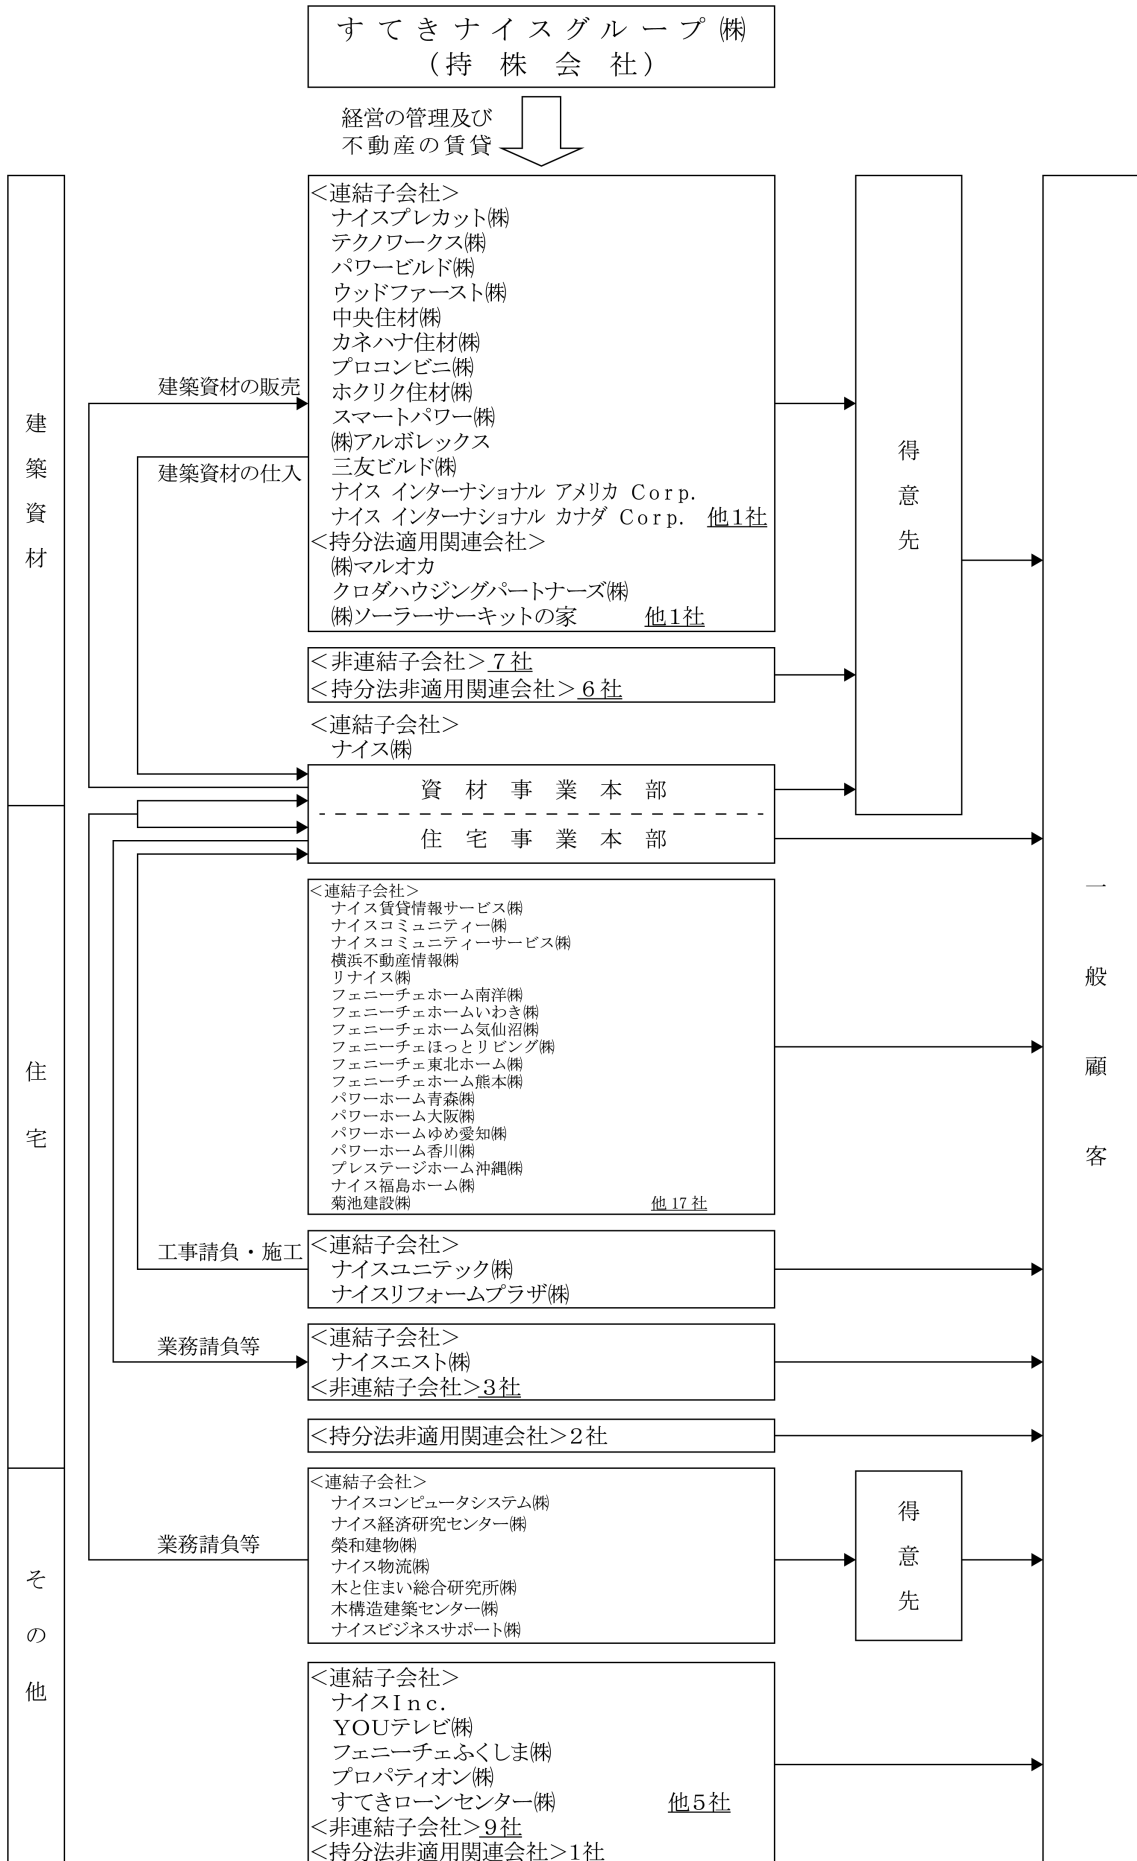 すてきナイスグループ㈱
（持株会社）
経営の管理及び
不動産の賃貸
建築資材
<連結子会社>
ナイスプレカット㈱
テクノワークス㈱
パワービルド㈱
ウッドファースト㈱
中央住材㈱
カネハナ住材㈱
プロコンビニ㈱
ホクリク住材㈱
スマートパワー㈱
㈱アルボレックス
三友ビルド㈱
ナイス インターナショナル アメリカ Corp.
ナイス インターナショナル カナダ Corp. 他1社
<持分法適用関連会社>
㈱マルオカ
クロダハウジングパートナーズ㈱
㈱ソーラーサーキットの家 他1社
建築資材の販売
建築資材の仕入
得意先
<非連結子会社>７社
<持分法非適用関連会社>６社
<連結子会社>
ナイス㈱
資材事業本部
住宅事業本部
一般顧客
住宅
<連結子会社>
ナイス賃貸情報サービス㈱
ナイスコミュニティー㈱
ナイスコミュニティーサービス㈱
横浜不動産情報㈱
リナイス㈱
フェニーチェホーム南洋㈱
フェニーチェホームいわき㈱
フェニーチェホーム気仙沼㈱
フェニーチェほっとリビング㈱
フェニーチェ東北ホーム㈱
フェニーチェホーム熊本㈱
パワーホーム青森㈱
パワーホーム大阪㈱
パワーホームゆめ愛知㈱
パワーホーム香川㈱
プレステージホーム沖縄㈱
ナイス福島ホーム㈱
菊池建設㈱ 他 17 社
工事請負・施工
<連結子会社>
ナイスユニテック㈱
ナイスリフォームプラザ㈱
業務請負等
<連結子会社>
ナイスエスト㈱
<非連結子会社>３社
<持分法非適用関連会社>２社
その他
業務請負等
<連結子会社>
ナイスコンピュータシステム㈱
ナイス経済研究センター㈱
榮和建物㈱
ナイス物流㈱
木と住まい総合研究所㈱
木構造建築センター㈱
ナイスビジネスサポート㈱
得意先
<連結子会社>
ナイスＩｎｃ．
ＹＯＵテレビ㈱
フェニーチェふくしま㈱
プロパティオン㈱
すてきローンセンター㈱ 他５社
<非連結子会社>９社
<持分法非適用関連会社>１社